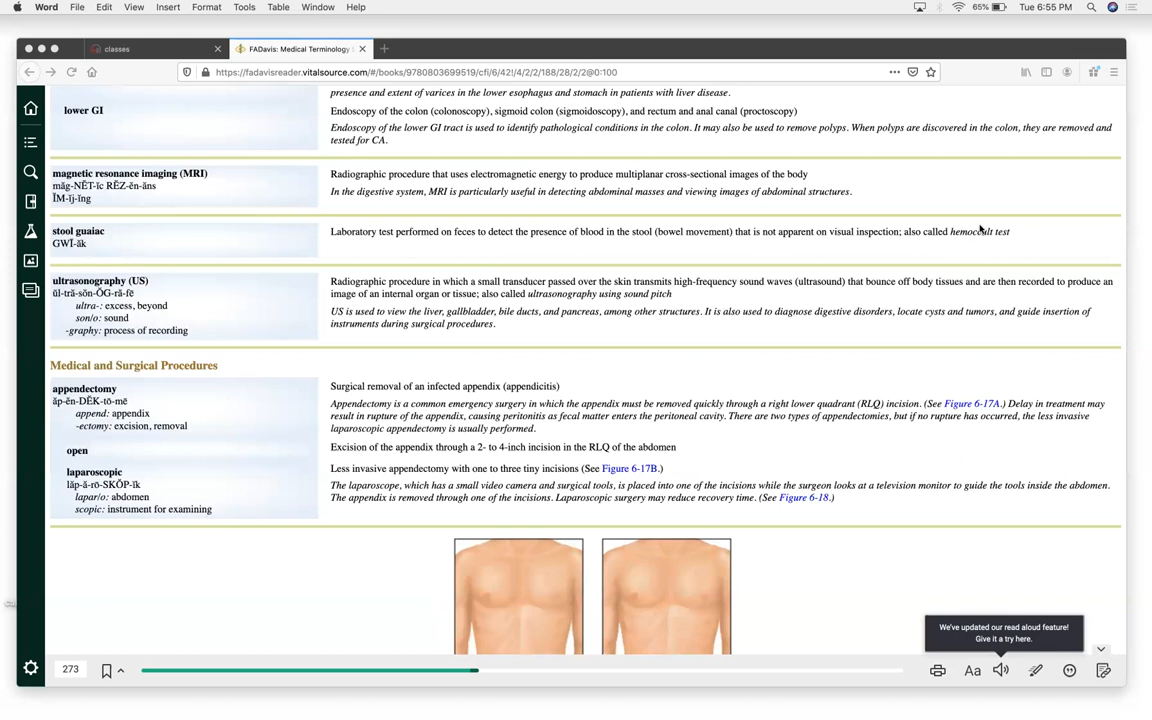 Word File Edit View Insert Format Tools Table Window Help 65% Tue 6:55 PM
classes FADavis: Medical Terminology
https://fadavisreader.vitalsource.com/#/books/9780803699519/cfi/6/42!/4/2/2/188/28/2/2@0:100
presence and extent of varices in the lower esophagus and stomach in patients with liver disease.
lower GI
Endoscopy of the colon (colonoscopy), sigmoid colon (sigmoidoscopy), and rectum and anal canal (proctoscopy)
Endoscopy of the lower GI tract is used to identify pathological conditions in the colon. It may also be used to remove polyps. When polyps are discovered in the colon, they are removed and
tested for CA.
magnetic resonance imaging (MRI)
măg-NĔT-ĭc RĔZ-ĕn-ăns
ĬM-ĭj-ĭng
Radiographic procedure that uses electromagnetic energy to produce multiplanar cross-sectional images of the body
In the digestive system, MRI is particularly useful in detecting abdominal masses and viewing images of abdominal structures.
stool guaiac
GWĪ-ăk
Laboratory test performed on feces to detect the presence of blood in the stool (bowel movement) that is not apparent on visual inspection; also called hemoccult test
ultrasonography (US)
ŭl-tră-sŏn-ŎG-ră-fē
ultra-: excess, beyond
son/o: sound
-graphy: process of recording
Radiographic procedure in which a small transducer passed over the skin transmits high-frequency sound waves (ultrasound) that bounce off body tissues and are then recorded to produce an
image of an internal organ or tissue; also called ultrasonography using sound pitch
US is used to view the liver, gallbladder, bile ducts, and pancreas, among other structures. It is also used to diagnose digestive disorders, locate cysts and tumors, and guide insertion of
instruments during surgical procedures.
Medical and Surgical Procedures
appendectomy
ăp-ĕn-DĔK-tō-mē
append: appendix
-ectomy: excision, removal
Surgical removal of an infected appendix (appendicitis)
Appendectomy is a common emergency surgery in which the appendix must be removed quickly through a right lower quadrant (RLQ) incision. (See Figure 6-17A.) Delay in treatment may
result in rupture of the appendix, causing peritonitis as fecal matter enters the peritoneal cavity. There are two types of appendectomies, but if no rupture has occurred, the less invasive
laparoscopic appendectomy is usually performed.
open
Excision of the appendix through a 2- to 4-inch incision in the RLQ of the abdomen
laparoscopic
lăp-ă-rō-SKŎP-ĭk
lapar/o: abdomen
scopic: instrument for examining
Less invasive appendectomy with one to three tiny incisions (See Figure 6-17B.)
The laparoscope, which has a small video camera and surgical tools, is placed into one of the incisions while the surgeon looks at a television monitor to guide the tools inside the abdomen.
The appendix is removed through one of the incisions. Laparoscopic surgery may reduce recovery time. (See Figure 6-18.)
We've updated our read aloud feature!
Give it a try here.
273
Aa